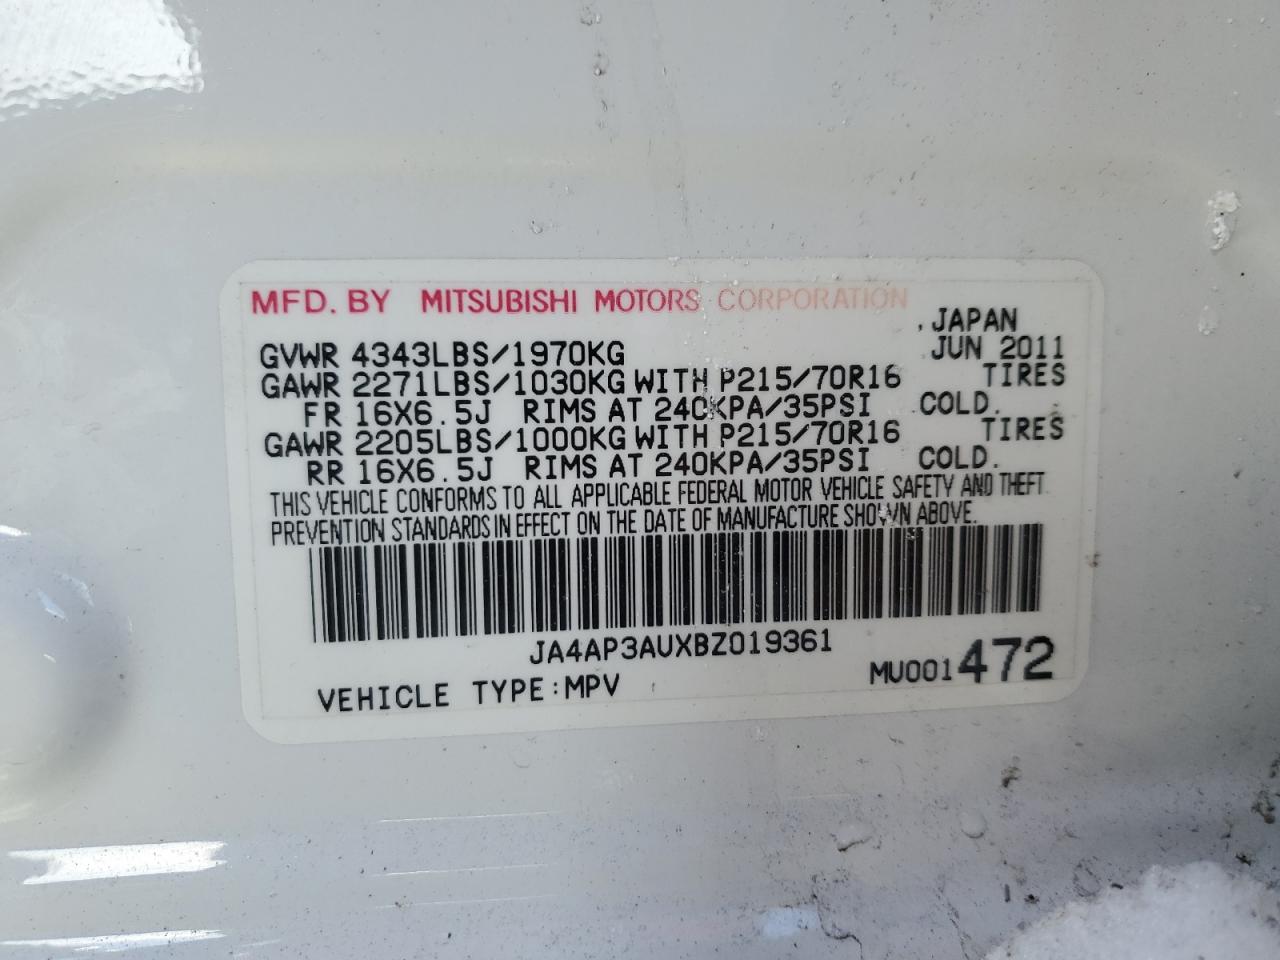 MFD. BY MITSUBISHI MOTORS CORPORATION
, JAPAN
GVWR 4343LBS/1970KG JUN 2011
GAWR 2271LBS/1030KG WITH P215/70R16 TIRES
FR 16X6.5J RIMS AT 240KPA/35PSI COLD.
GAWR 2205LBS/1000KG WITH P215/70R16 TIRES
RR 16X6.5J RIMS AT 240KPA/35PSI COLD.
THIS VEHICLE CONFORMS TO ALL APPLICABLE FEDERAL MOTOR VEHICLE SAFETY AND THEFT
PREVENTION STANDARDS IN EFFECT ON THE DATE OF MANUFACTURE SHOWN ABOVE.
JA4AP3AUXBZ019361
VEHICLE TYPE:MPV MU001472